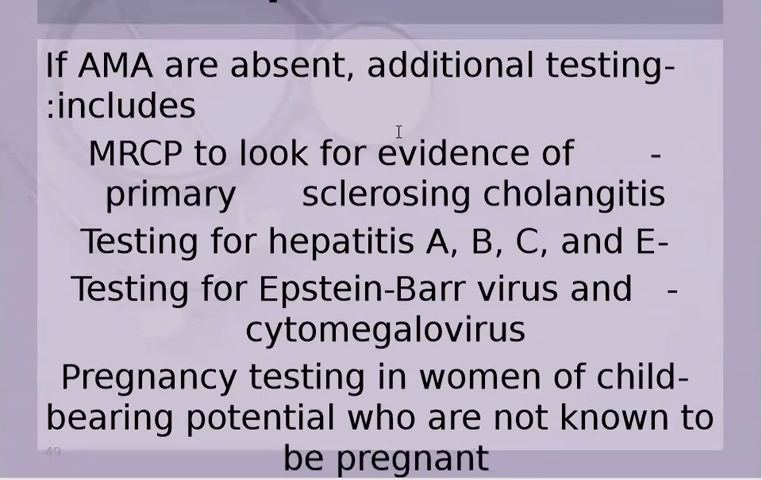 If AMA are absent, additional testing-
:includes
MRCP to look for evidence of -
primary sclerosing cholangitis
Testing for hepatitis A, B, C, and E-
Testing for Epstein-Barr virus and -
cytomegalovirus
Pregnancy testing in women of child-
bearing potential who are not known to
be pregnant
49